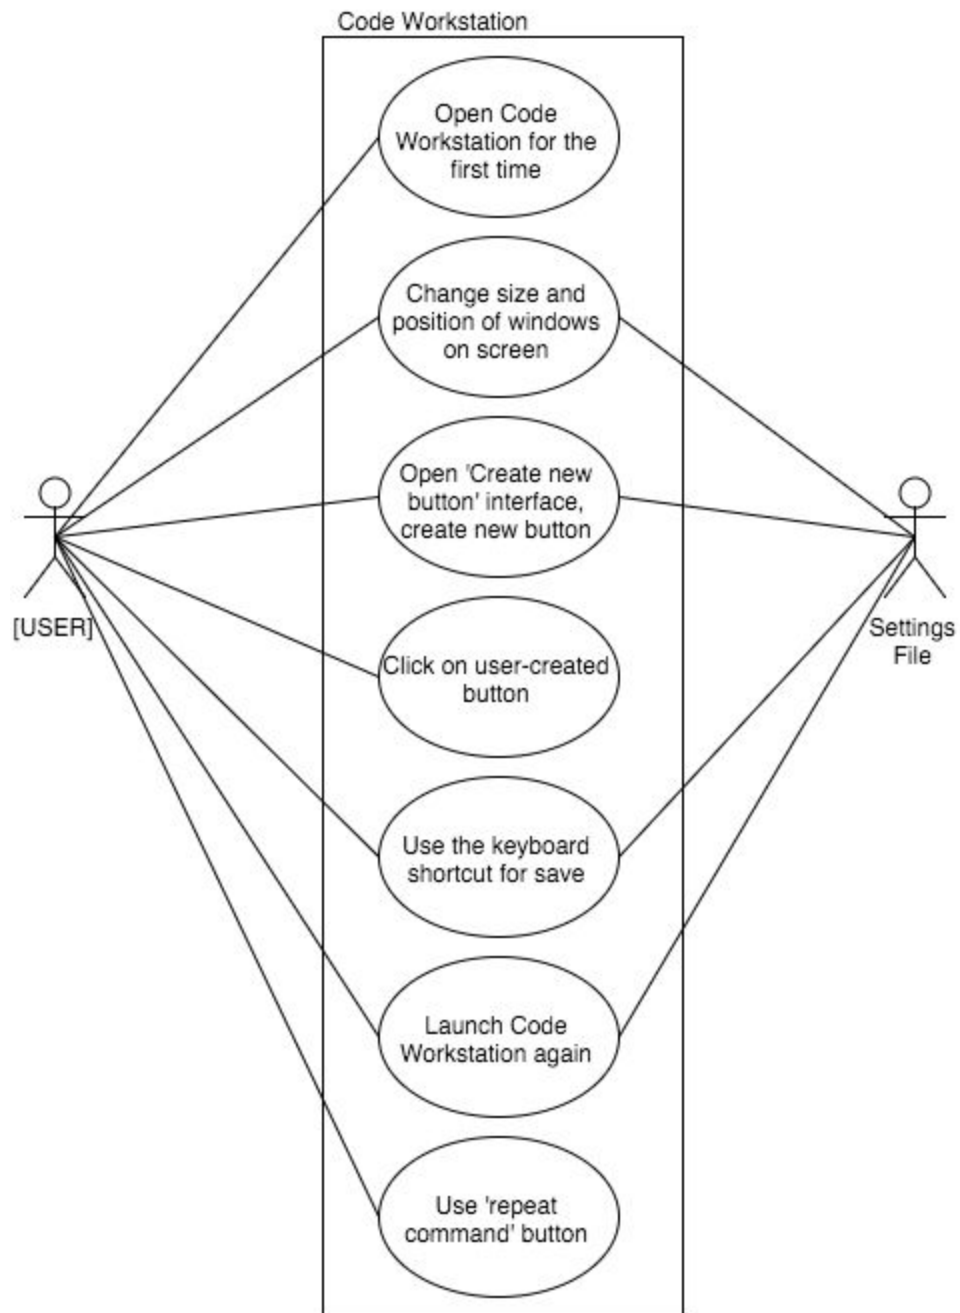 Code Workstation
Open Code
Workstation for the
first time
Change size and
position of windows
on screen
Open 'Create new
button' interface,
create new button
[USER]
Settings
File
Click on user-created
button
Use the keyboard
shortcut for save
Launch Code
Workstation again
Use 'repeat
command' button